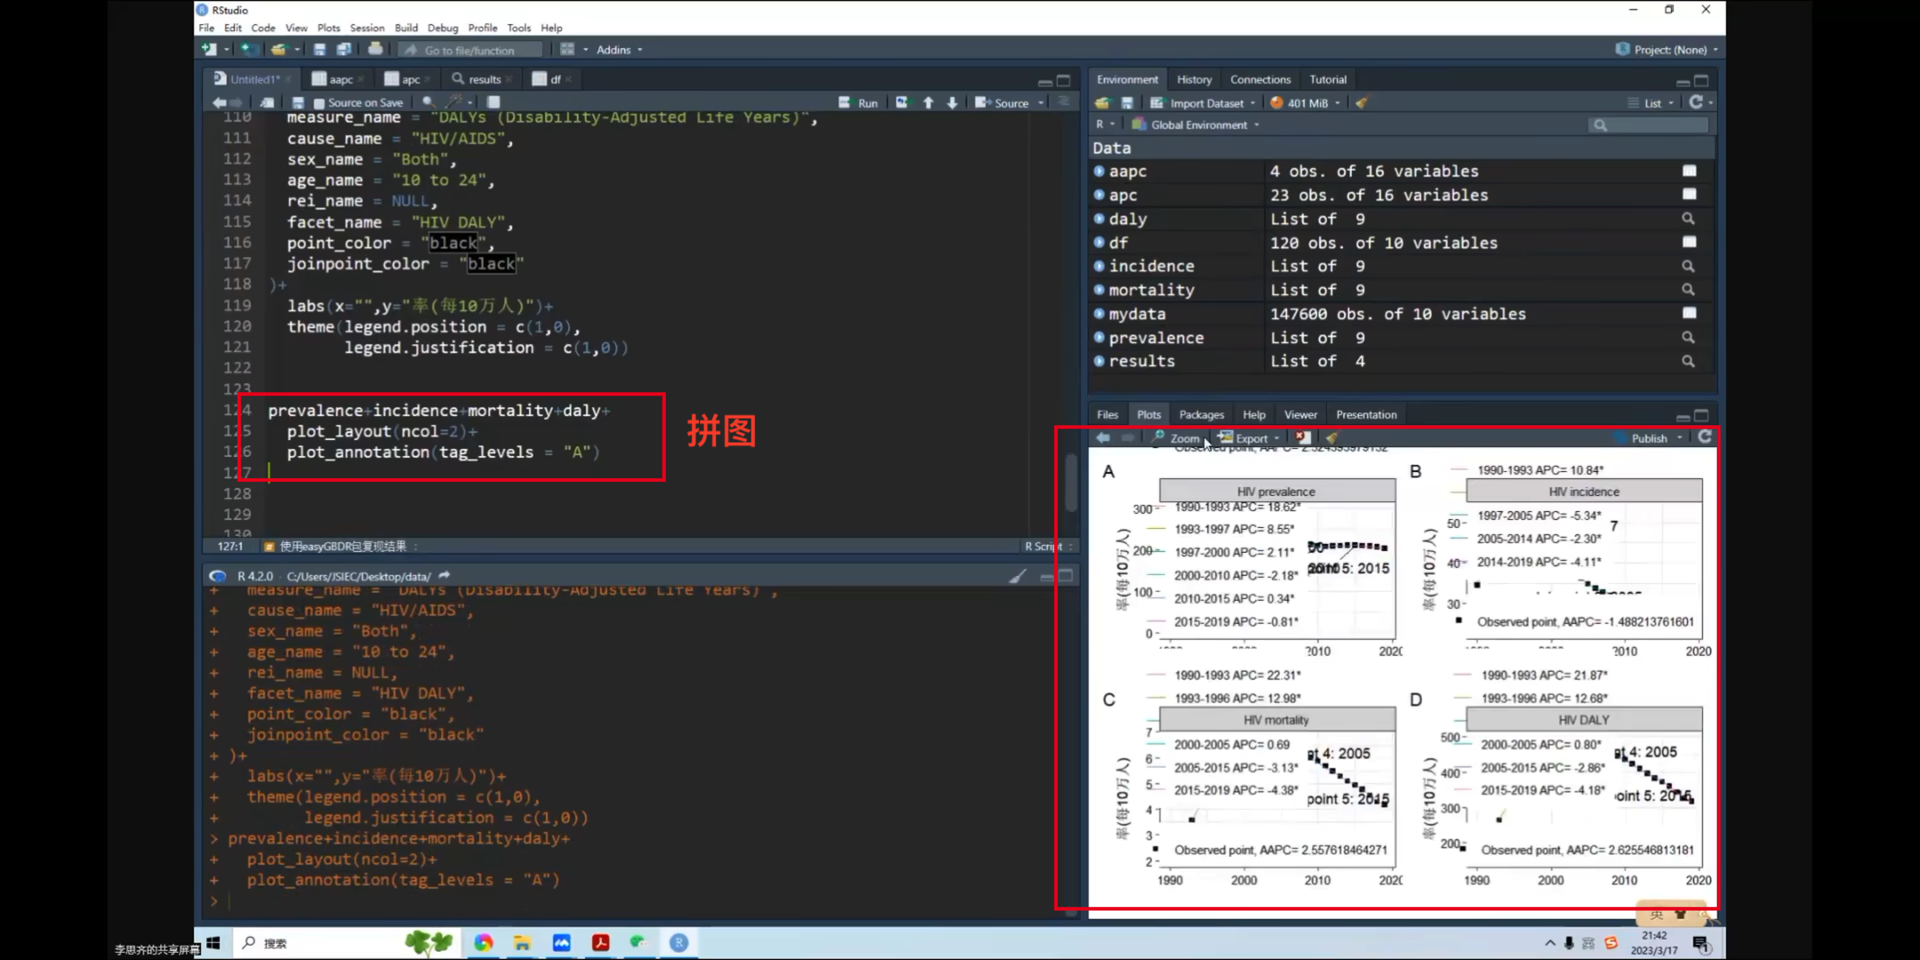 RStudio
File Edit Code View Plots Session Build Debug Profile Tools Help
Go to file/function Addins Project: (None)
Untitled1* aapc apc results df
Source on Save Run Source
110 measure_name = "DALYs (Disability-Adjusted Life Years)",
111 cause_name = "HIV/AIDS",
112 sex_name = "Both",
113 age_name = "10 to 24",
114 rei_name = NULL,
115 facet_name = "HIV DALY",
116 point_color = "black",
117 joinpoint_color = "black"
118 )+
119 labs(x="",y="率(每10万人)")+
120 theme(legend.position = c(1,0),
121 legend.justification = c(1,0))
122
123
124 prevalence+incidence+mortality+daly+
125 plot_layout(ncol=2)+
126 plot_annotation(tag_levels = "A")
127
128
129
130
拼图
127:1 使用easyGBDR包复现结果 R Script
R 4.2.0 · C:/Users/JSIEC/Desktop/data/
+ measure_name = "DALYs (Disability-Adjusted Life Years)",
+ cause_name = "HIV/AIDS",
+ sex_name = "Both",
+ age_name = "10 to 24",
+ rei_name = NULL,
+ facet_name = "HIV DALY",
+ point_color = "black",
+ joinpoint_color = "black"
+ )+
+ labs(x="",y="率(每10万人)")+
+ theme(legend.position = c(1,0),
+ legend.justification = c(1,0))
> prevalence+incidence+mortality+daly+
+ plot_layout(ncol=2)+
+ plot_annotation(tag_levels = "A")
>
Environment History Connections Tutorial
Import Dataset 401 MiB List
R Global Environment
Data
aapc 4 obs. of 16 variables
apc 23 obs. of 16 variables
daly List of 9
df 120 obs. of 10 variables
incidence List of 9
mortality List of 9
mydata 147600 obs. of 10 variables
prevalence List of 9
results List of 4
Files Plots Packages Help Viewer Presentation
Zoom Export Publish
Observed point, AAPC= 2.324393979132
A
HIV prevalence
1990-1993 APC= 18.62*
1993-1997 APC= 8.55*
1997-2000 APC= 2.11*
2000-2010 APC= -2.18*
2010-2015 APC= 0.34*
2015-2019 APC= -0.81*
point 5: 2015
率(每10万人)
300
200
100
0
2010 2020
B
1990-1993 APC= 10.84*
HIV incidence
1997-2005 APC= -5.34*
2005-2014 APC= -2.30*
2014-2019 APC= -4.11*
7
Observed point, AAPC= -1.488213761601
率(每10万人)
50
40
30
2010 2020
C
1990-1993 APC= 22.31*
1993-1996 APC= 12.98*
HIV mortality
2000-2005 APC= 0.69
2005-2015 APC= -3.13*
2015-2019 APC= -4.38*
nt 4: 2005
point 5: 2015
Observed point, AAPC= 2.557618464271
率(每10万人)
7
6
5
4
3
2
1990 2000 2010 2020
D
1990-1993 APC= 21.87*
1993-1996 APC= 12.68*
HIV DALY
2000-2005 APC= 0.80*
2005-2015 APC= -2.86*
2015-2019 APC= -4.18*
nt 4: 2005
point 5: 2015
Observed point, AAPC= 2.625546813181
率(每10万人)
500
400
300
200
1990 2000 2010 2020
英
李思齐的共享屏幕
搜索
21:42
2023/3/17